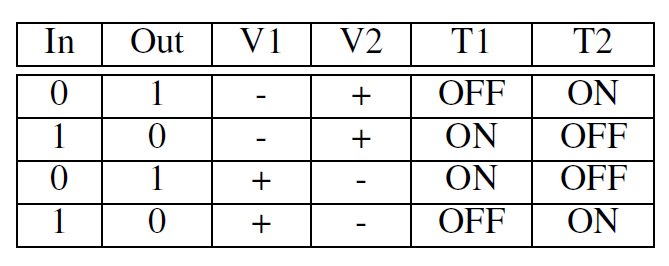 In Out V1 V2 T1 T2
0 1 - + OFF ON
1 0 - + ON OFF
0 1 + - ON OFF
1 0 + - OFF ON